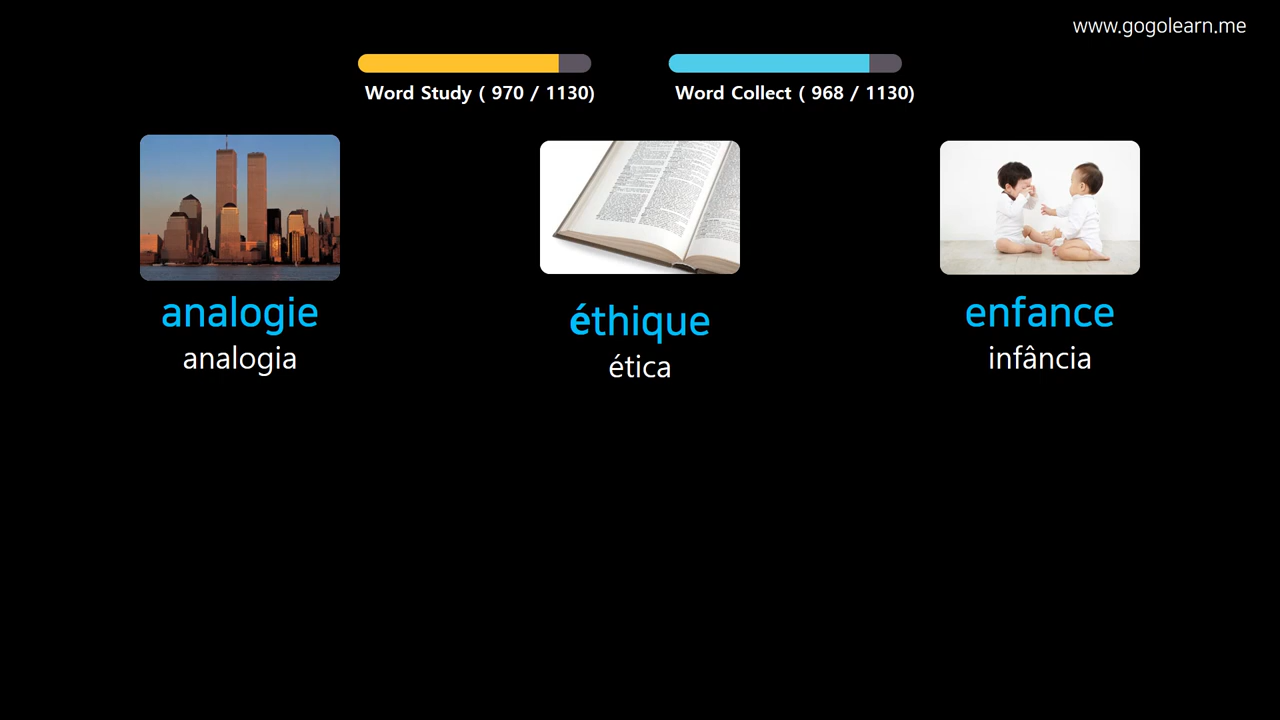 www.gogolearn.me
Word Study ( 970 / 1130)
Word Collect ( 968 / 1130)
analogie
analogia
éthique
ética
enfance
infância